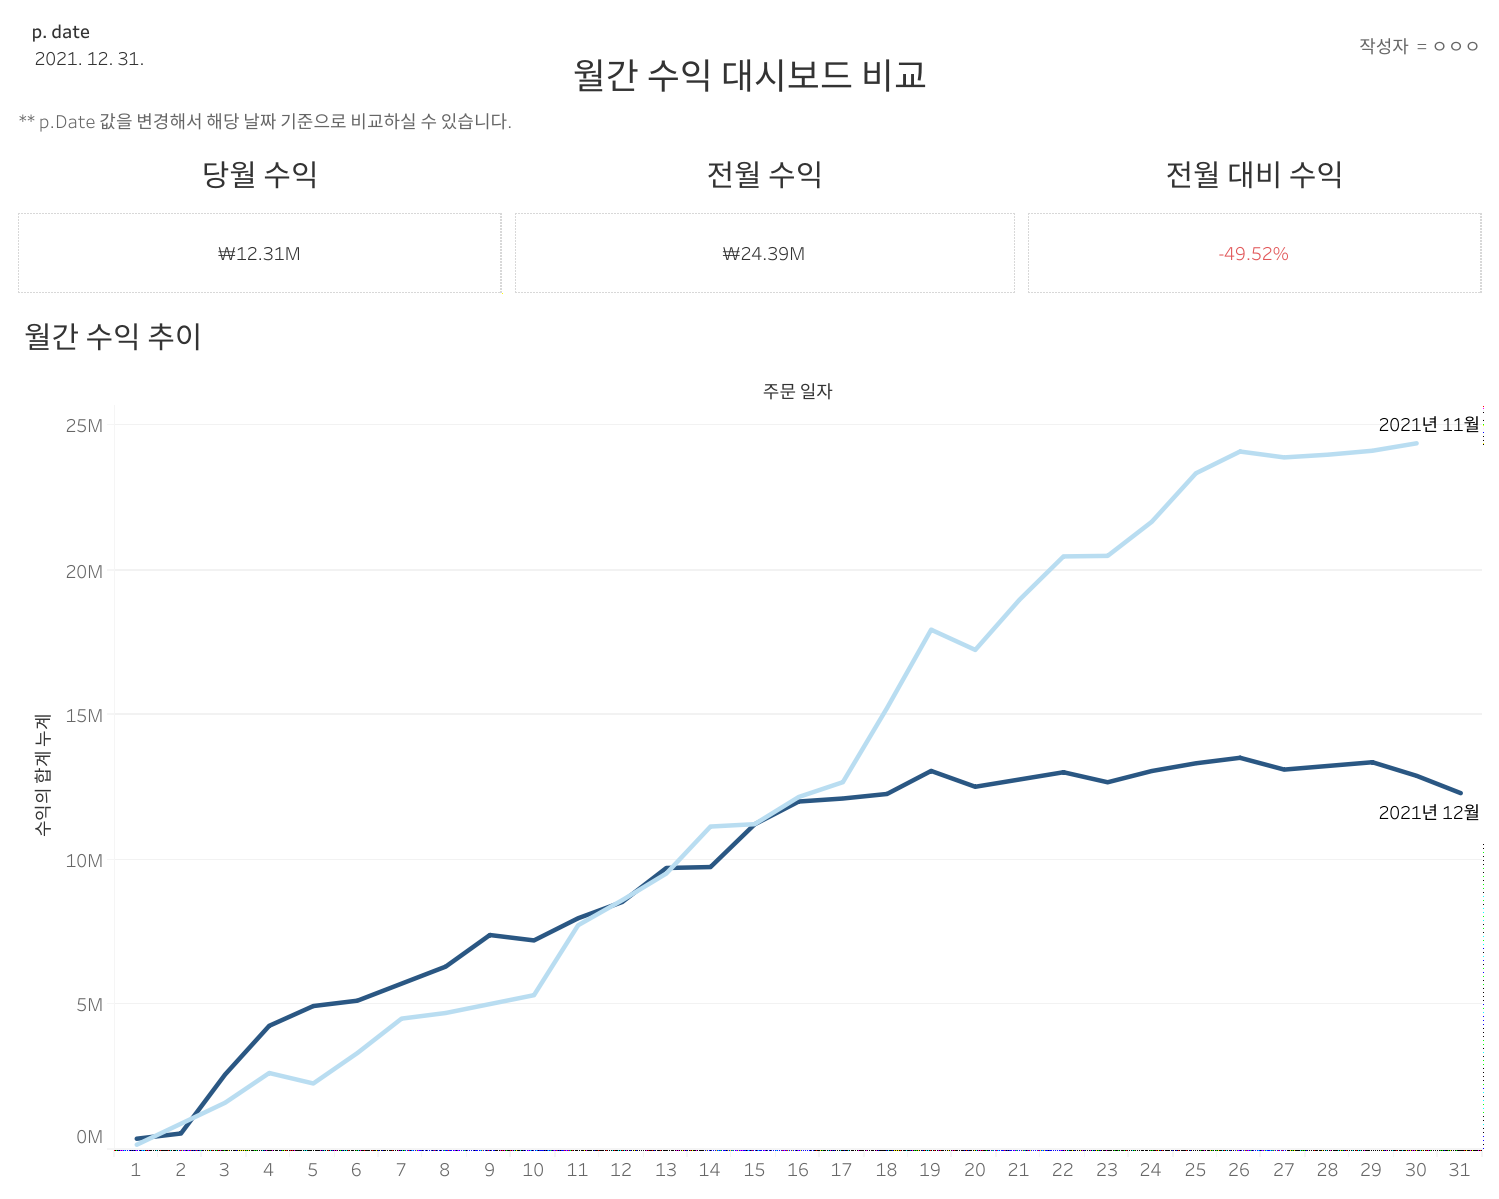 p. date
2021. 12. 31.
작성자 = ㅇㅇㅇ
월간 수익 대시보드 비교
** p.Date 값을 변경해서 해당 날짜 기준으로 비교하실 수 있습니다.
당월 수익
전월 수익
전월 대비 수익
₩12.31M
₩24.39M
-49.52%
월간 수익 추이
주문 일자
수익의 합계 누계
25M
20M
15M
10M
5M
0M
2021년 11월
2021년 12월
1 2 3 4 5 6 7 8 9 10 11 12 13 14 15 16 17 18 19 20 21 22 23 24 25 26 27 28 29 30 31